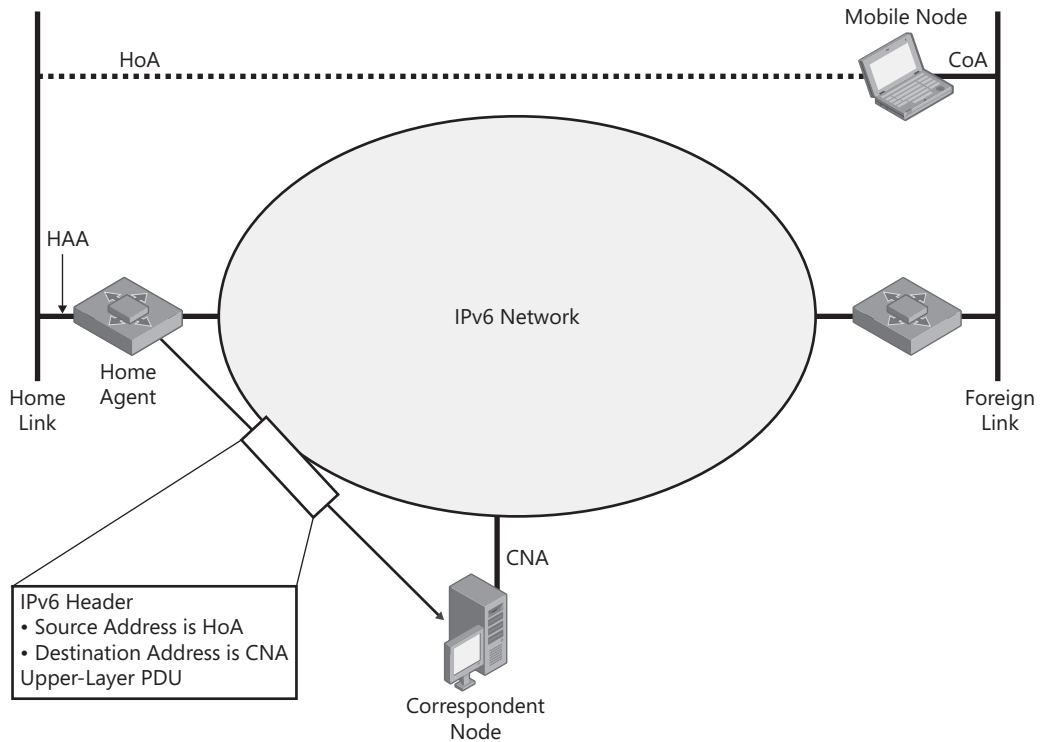 Mobile Node
HoA
CoA
HAA
IPv6 Network
Home
Agent
Home
Link
Foreign
Link
CNA
IPv6 Header
• Source Address is HoA
• Destination Address is CNA
Upper-Layer PDU
Correspondent
Node